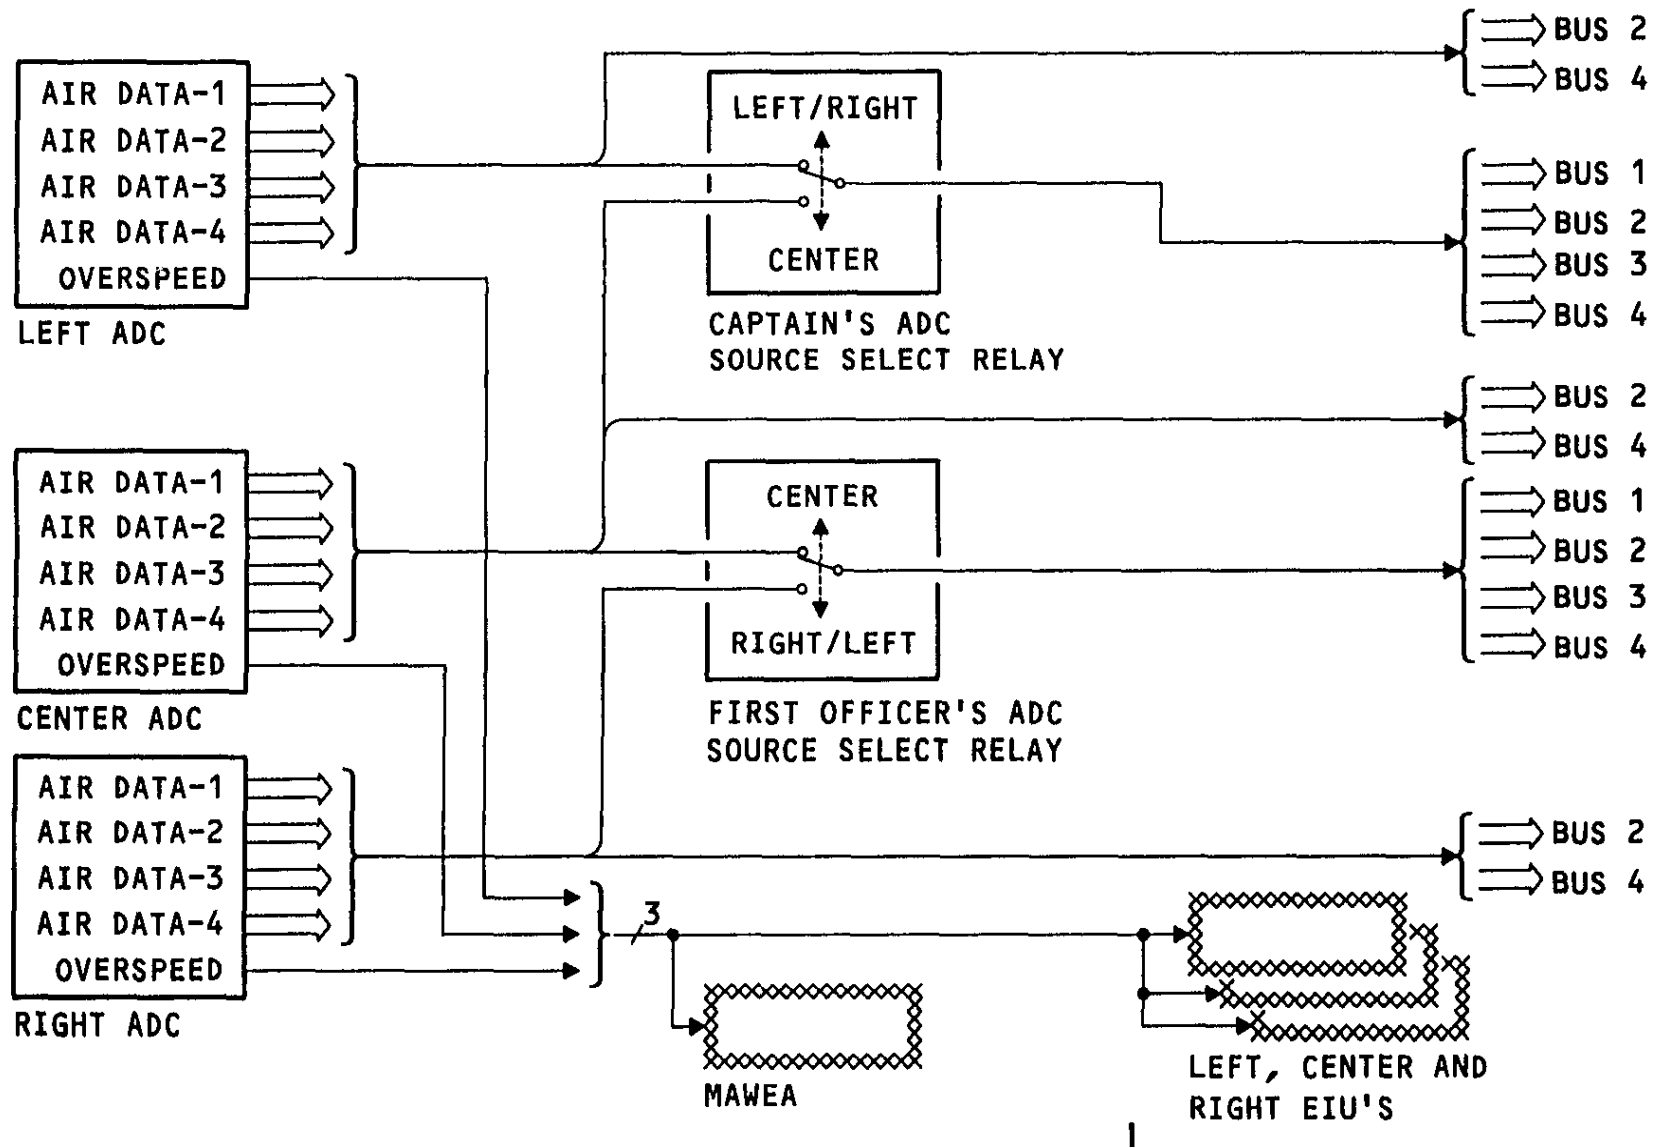 AIR DATA-1
AIR DATA-2
AIR DATA-3
AIR DATA-4
OVERSPEED
LEFT ADC
AIR DATA-1
AIR DATA-2
AIR DATA-3
AIR DATA-4
OVERSPEED
CENTER ADC
AIR DATA-1
AIR DATA-2
AIR DATA-3
AIR DATA-4
OVERSPEED
RIGHT ADC
LEFT/RIGHT
CENTER
CAPTAIN'S ADC
SOURCE SELECT RELAY
CENTER
RIGHT/LEFT
FIRST OFFICER'S ADC
SOURCE SELECT RELAY
3
MAWEA
BUS 2
BUS 4
BUS 1
BUS 2
BUS 3
BUS 4
BUS 2
BUS 4
BUS 1
BUS 2
BUS 3
BUS 4
BUS 2
BUS 4
LEFT, CENTER AND
RIGHT EIU'S